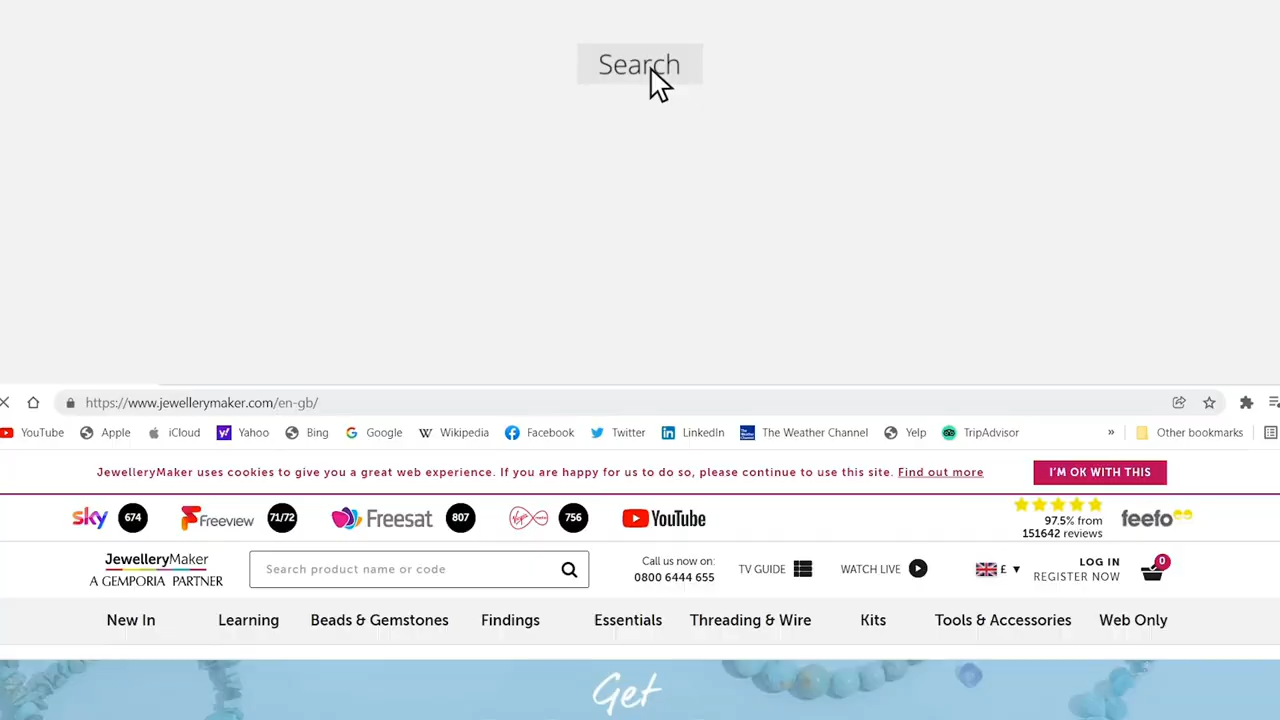 Search
https://www.jewellerymaker.com/en-gb/
YouTube Apple iCloud Yahoo Bing Google Wikipedia Facebook Twitter LinkedIn The Weather Channel Yelp TripAdvisor » Other bookmarks
JewelleryMaker uses cookies to give you a great web experience. If you are happy for us to do so, please continue to use this site. Find out more I'M OK WITH THIS
sky 674 Freeview 71/72 Freesat 807 Virgin media 756 YouTube 97.5% from feefo
151642 reviews
JewelleryMaker Search product name or code Call us now on: TV GUIDE WATCH LIVE £ ▼ LOG IN 0
A GEMPORIA PARTNER 0800 6444 655 REGISTER NOW
New In Learning Beads & Gemstones Findings Essentials Threading & Wire Kits Tools & Accessories Web Only
Get